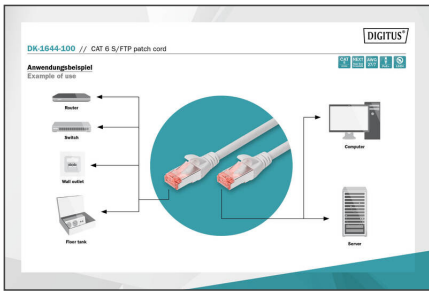 DIGITUS®
DK-1644-100 // CAT 6 S/FTP patch cord
Anwendungsbeispiel
Example of use
Router
Switch
Wall outlet
Floor tank
Computer
Server